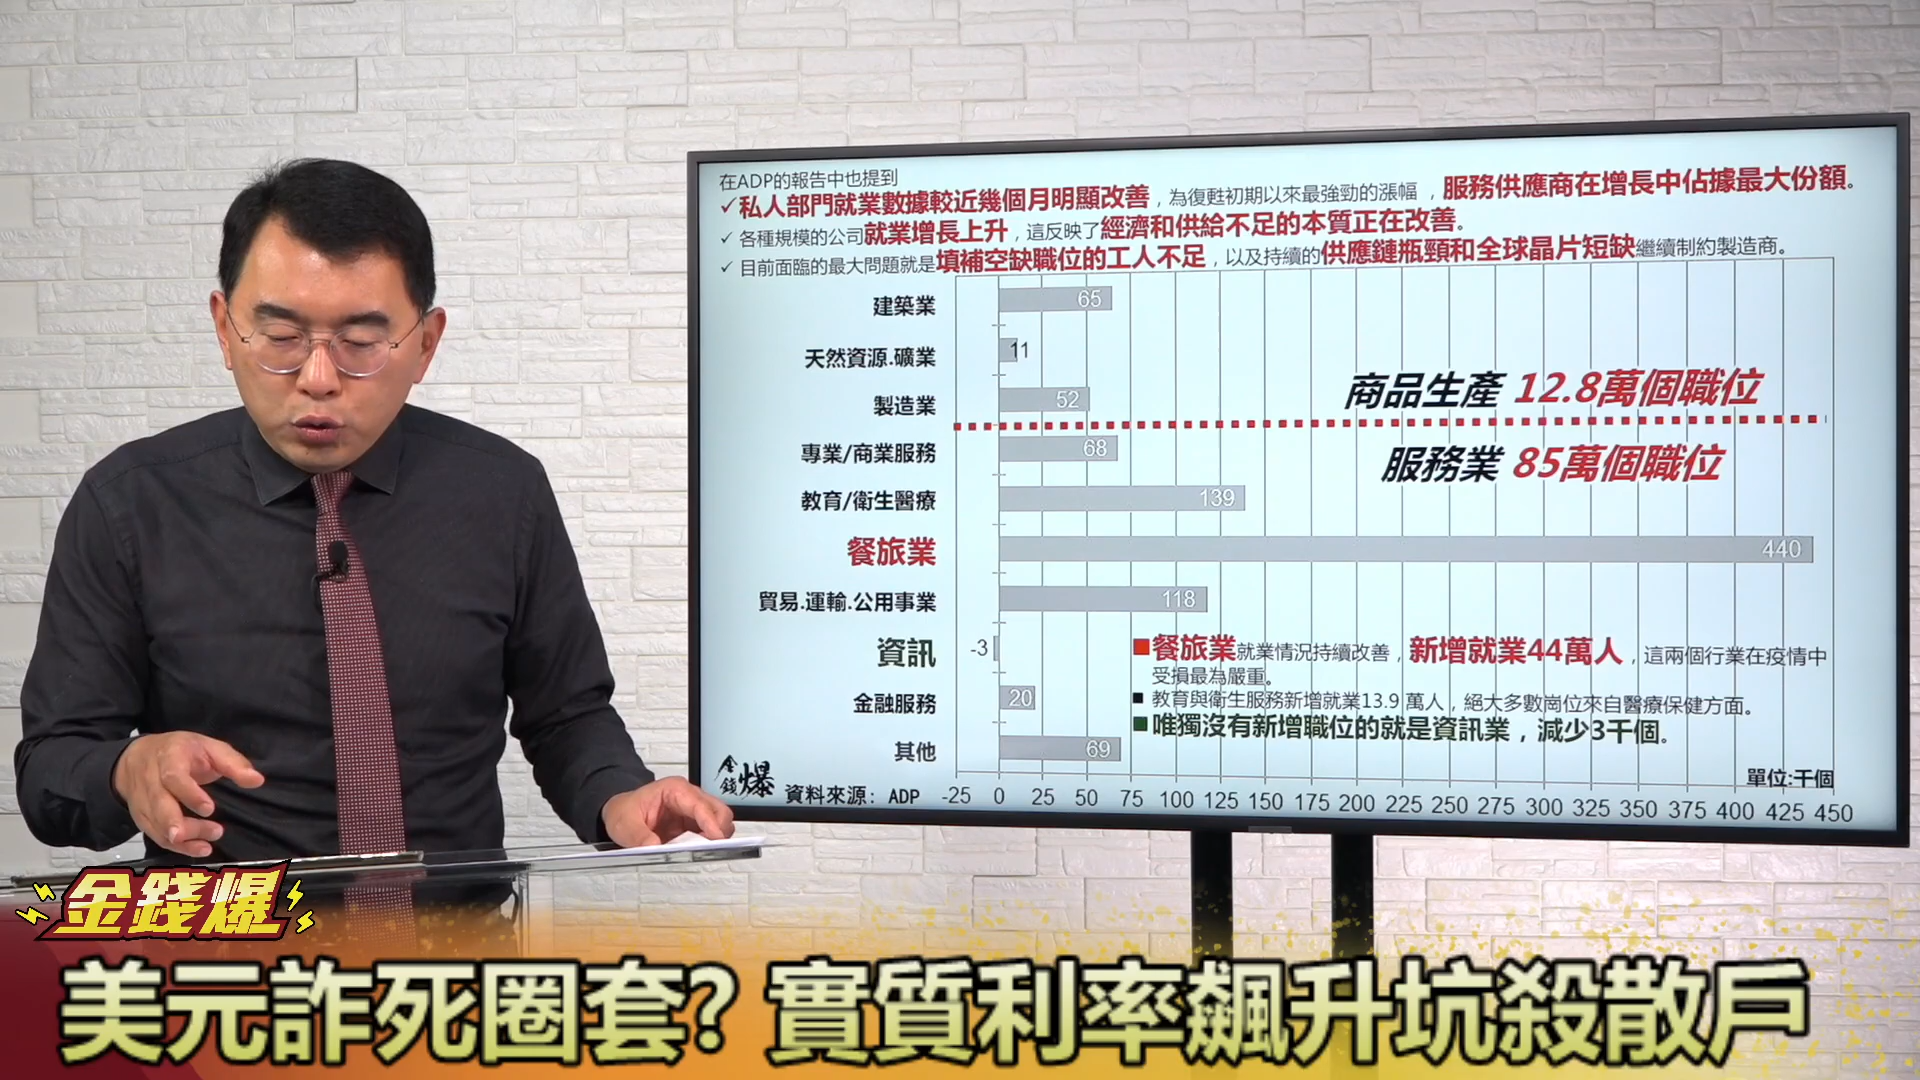 在ADP的報告中也提到
✓私人部門就業數據較近幾個月明顯改善，為復甦初期以來最強勁的漲幅，服務供應商在增長中佔據最大份額。
✓各種規模的公司就業增長上升，這反映了經濟和供給不足的本質正在改善。
✓目前面臨的最大問題就是填補空缺職位的工人不足，以及持續的供應鏈瓶頸和全球晶片短缺繼續制約製造商。
建築業 65
天然資源.礦業 11
製造業 52
商品生產 12.8萬個職位
專業/商業服務 68
服務業 85萬個職位
教育/衛生醫療 139
餐旅業 440
貿易.運輸.公用事業 118
資訊 -3
金融服務 20
其他 69
■餐旅業就業情況持續改善，新增就業44萬人，這兩個行業在疫情中
受損最為嚴重。
■教育與衛生服務新增就業13.9 萬人，絕大多數崗位來自醫療保健方面。
■唯獨沒有新增職位的就是資訊業，減少3千個。
單位:千個
金錢爆
資料來源：ADP
-25 0 25 50 75 100 125 150 175 200 225 250 275 300 325 350 375 400 425 450
金錢爆
美元詐死圈套? 實質利率飆升坑殺散戶